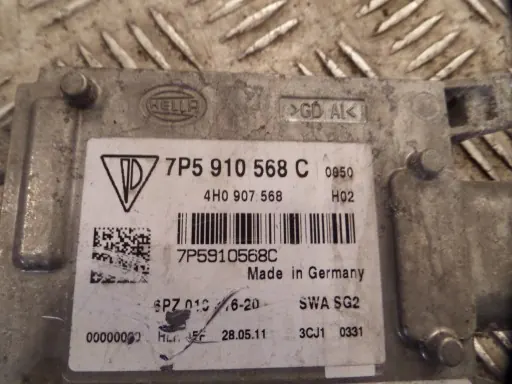 HELLA
>GD Al<
7P5 910 568 C 0850
4H0 907 568 H02
7P5910568C
Made in Germany
SWA SG2
28.05.11 3CJ1 0331